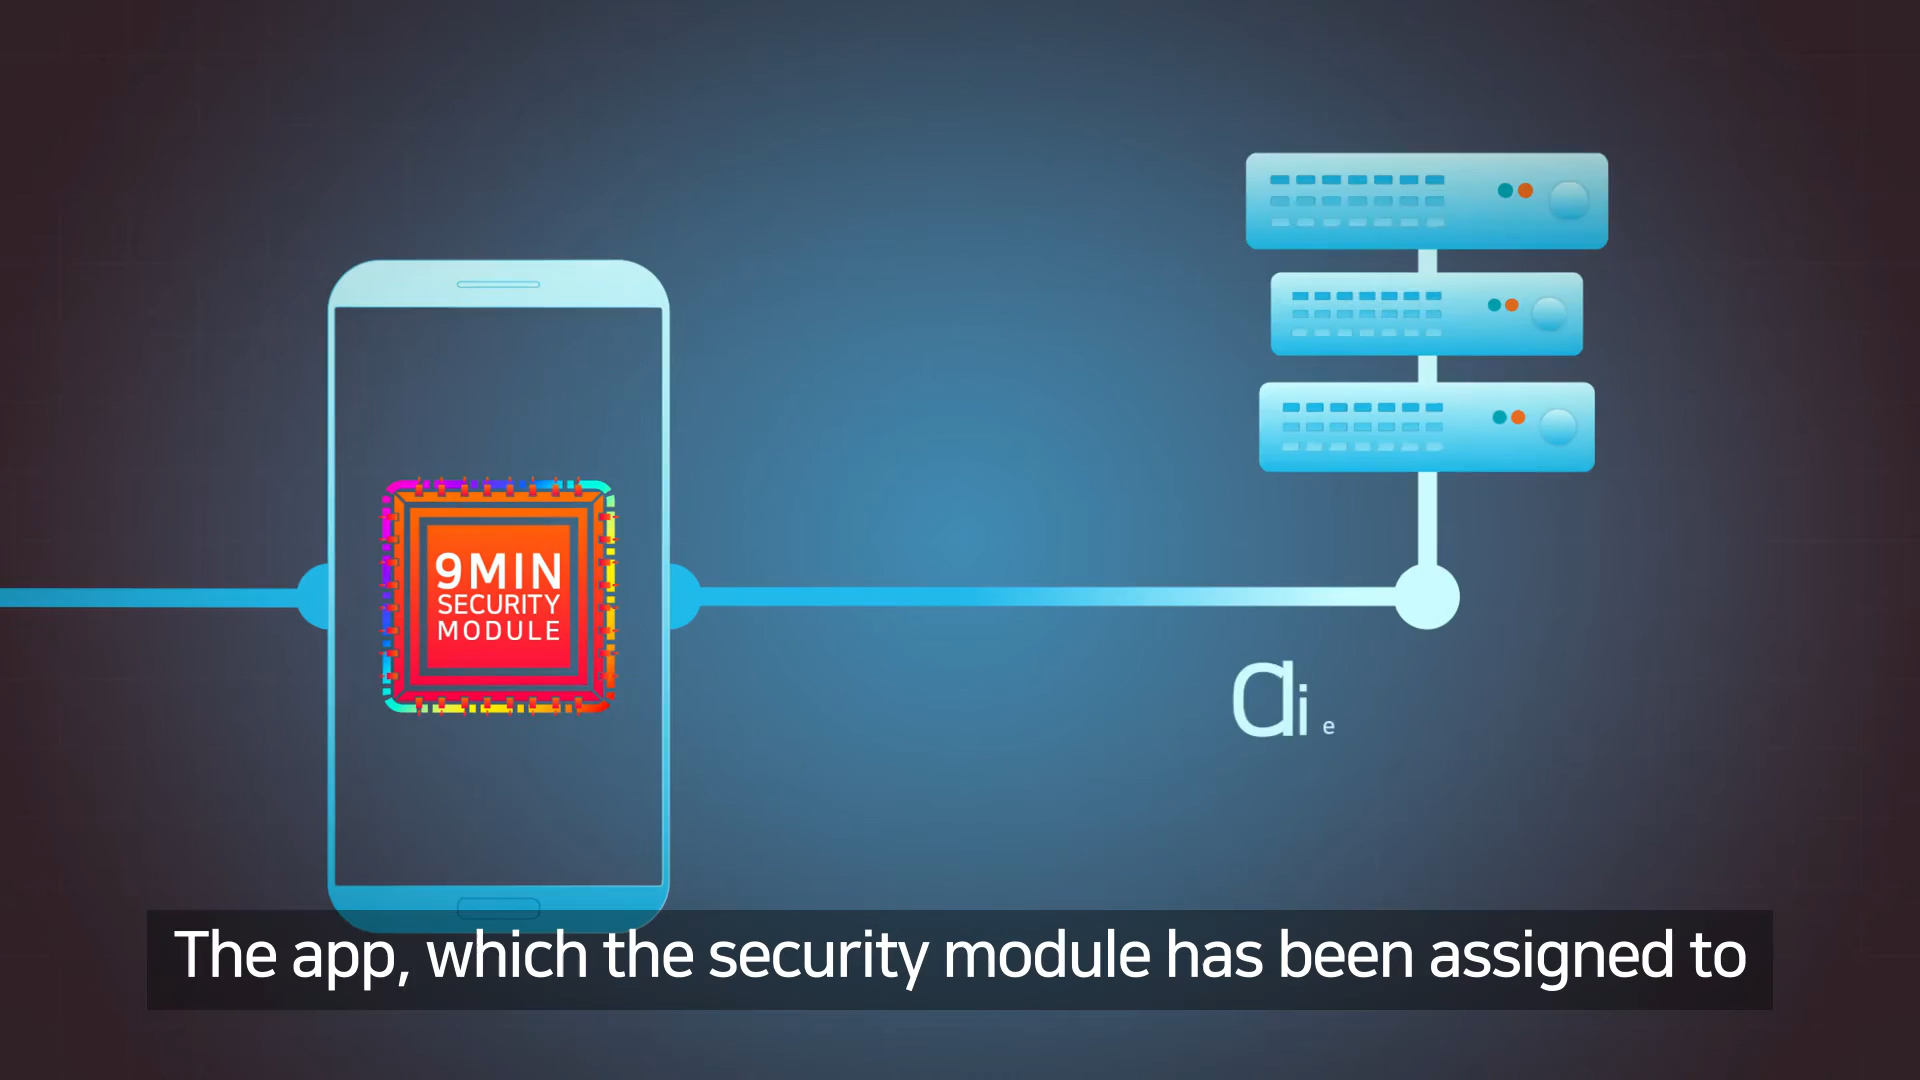 9MIN
SECURITY
MODULE
The app, which the security module has been assigned to